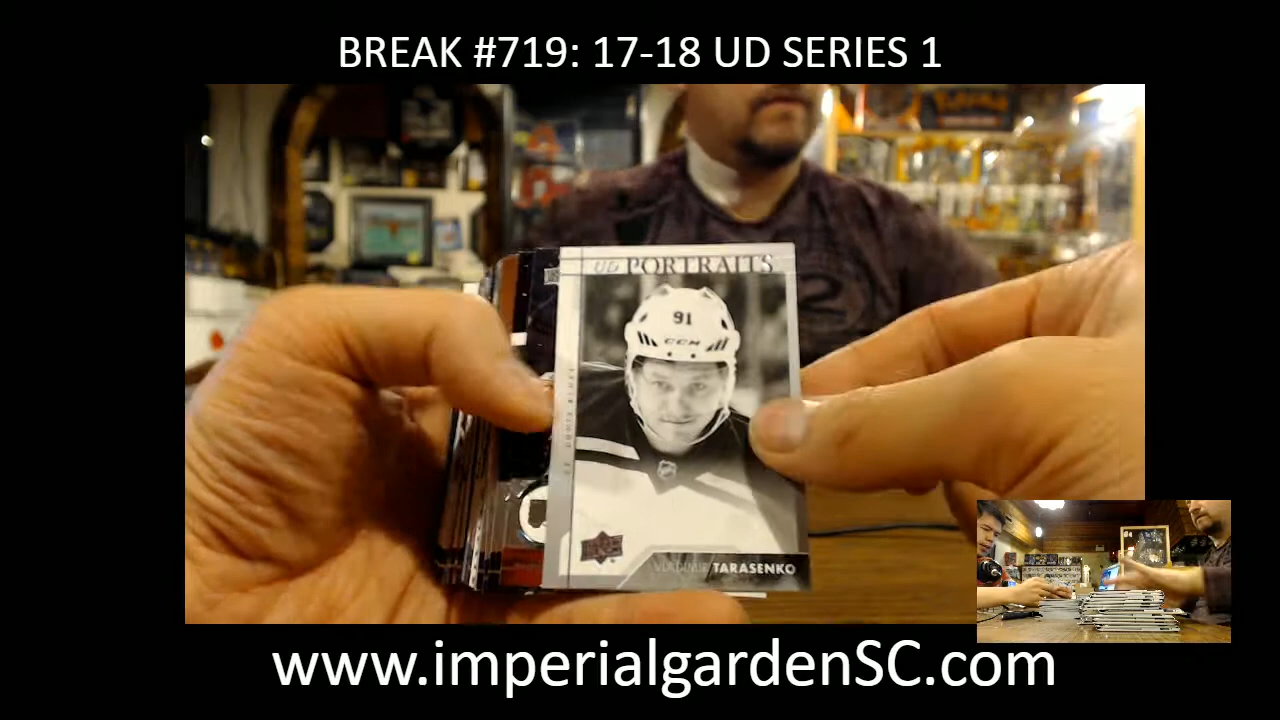 BREAK #719: 17-18 UD SERIES 1
UD PORTRAITS
91
CCM
VLADIMIR TARASENKO
www.imperialgardenSC.com